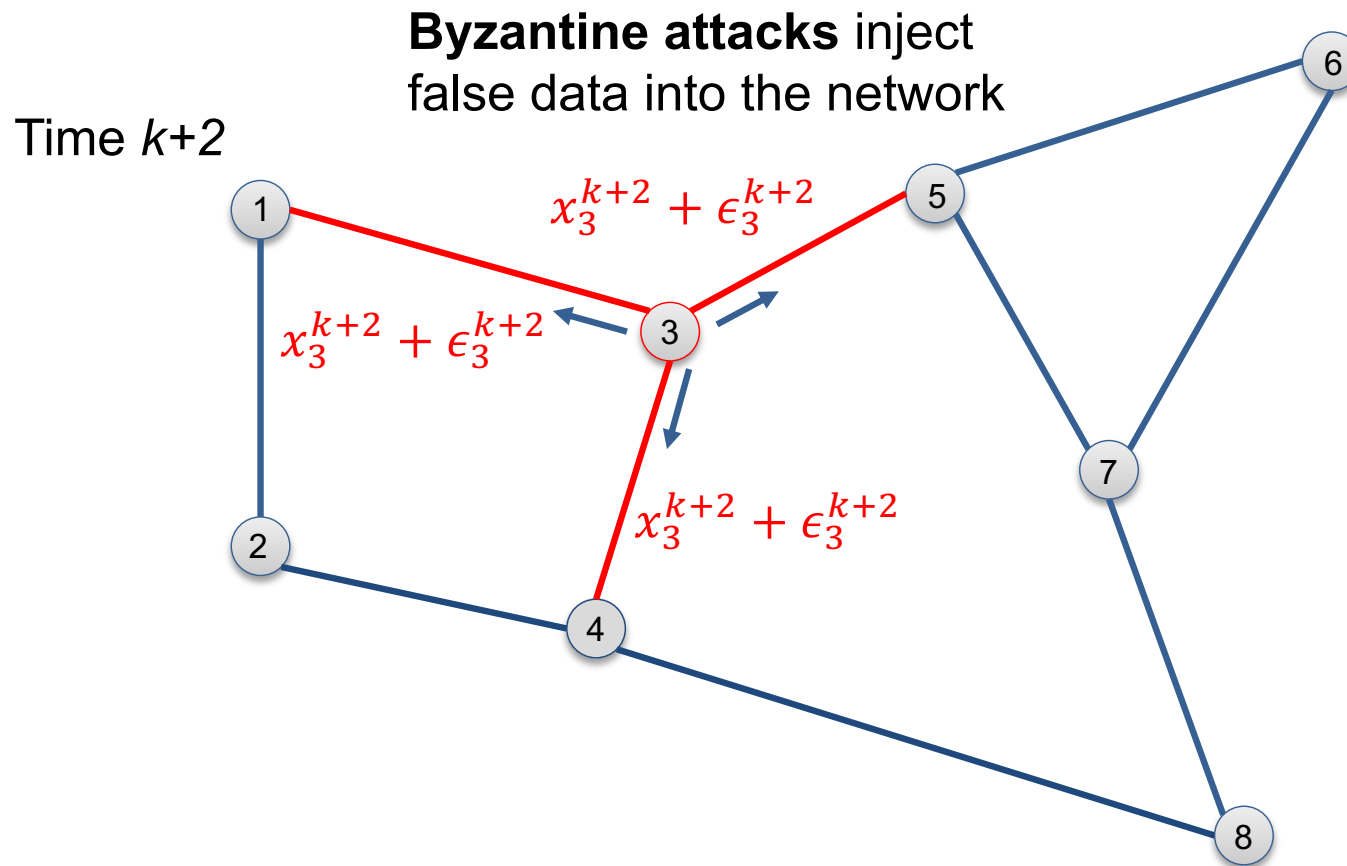 Byzantine attacks inject
false data into the network
Time k+2
6
1
5
x_3^{k+2} + ϵ_3^{k+2}
3
x_3^{k+2} + ϵ_3^{k+2}
7
x_3^{k+2} + ϵ_3^{k+2}
2
4
8